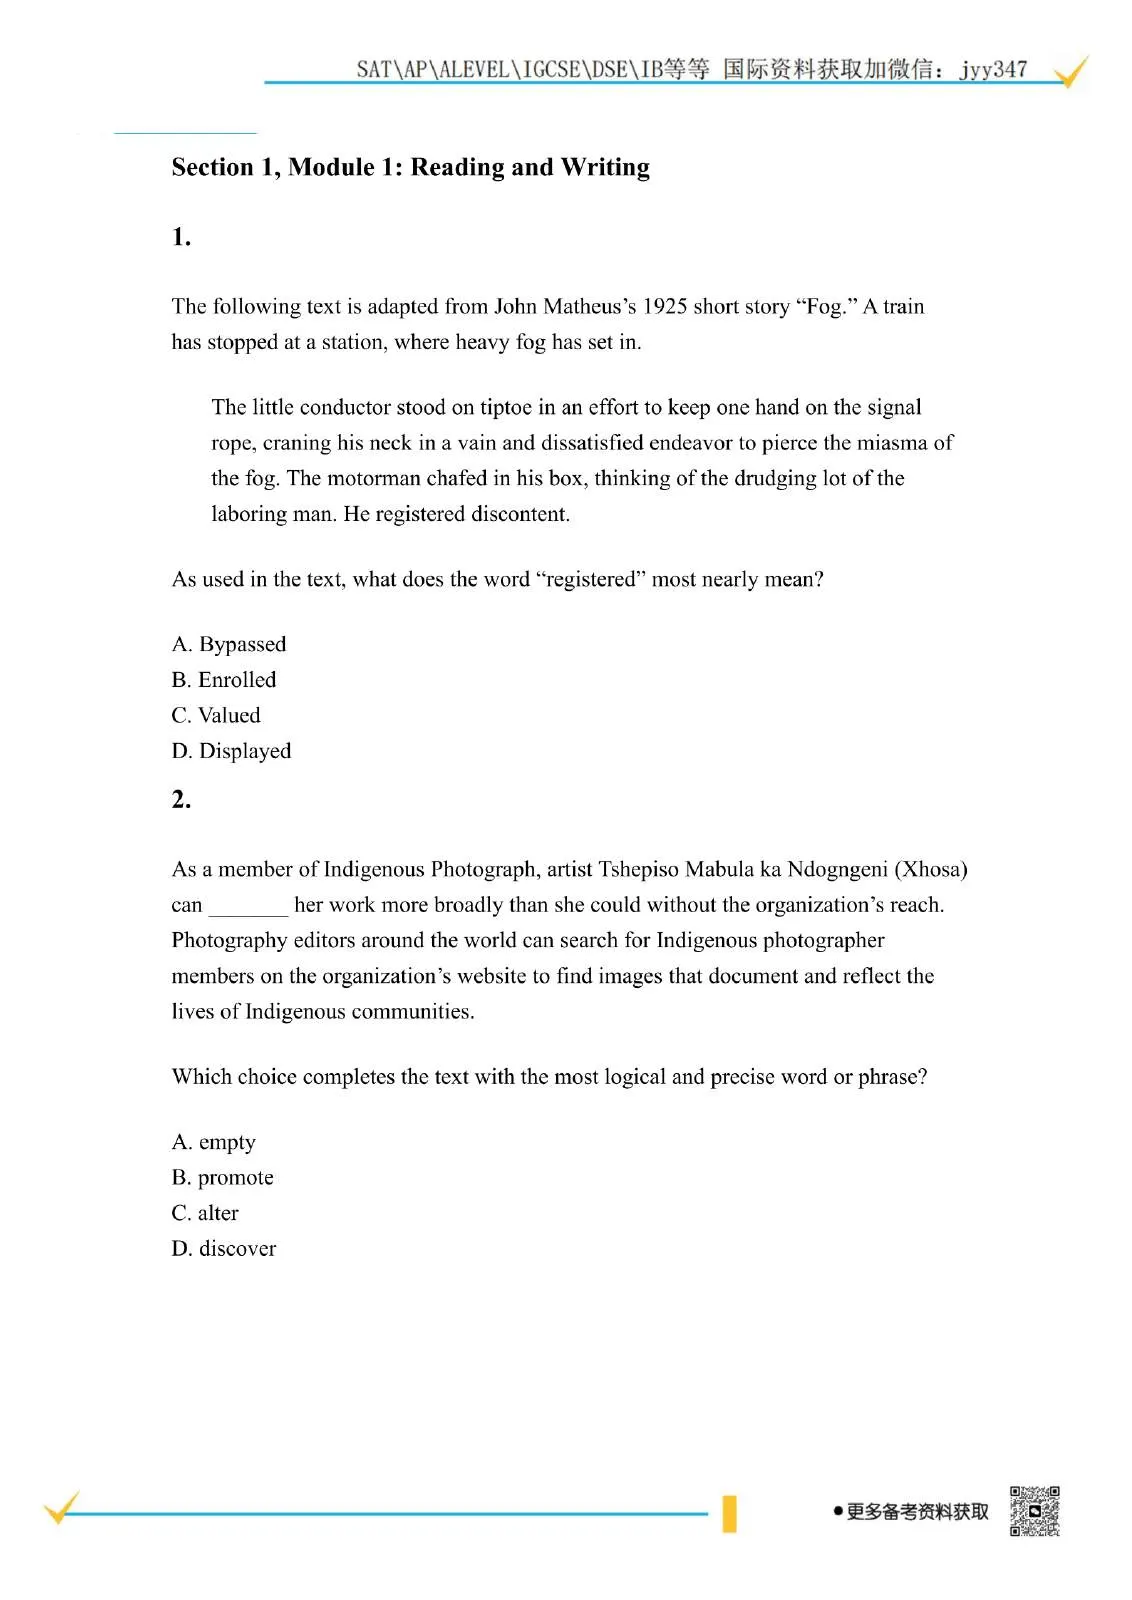 SAT\AP\ALEVEL\IGCSE\DSE\IB等等 国际资料获取加微信: jyy347
Section 1, Module 1: Reading and Writing
1.
The following text is adapted from John Matheus’s 1925 short story “Fog.” A train
has stopped at a station, where heavy fog has set in.
The little conductor stood on tiptoe in an effort to keep one hand on the signal
rope, craning his neck in a vain and dissatisfied endeavor to pierce the miasma of
the fog. The motorman chafed in his box, thinking of the drudging lot of the
laboring man. He registered discontent.
As used in the text, what does the word “registered” most nearly mean?
A. Bypassed
B. Enrolled
C. Valued
D. Displayed
2.
As a member of Indigenous Photograph, artist Tshepiso Mabula ka Ndogngeni (Xhosa)
can _______ her work more broadly than she could without the organization’s reach.
Photography editors around the world can search for Indigenous photographer
members on the organization’s website to find images that document and reflect the
lives of Indigenous communities.
Which choice completes the text with the most logical and precise word or phrase?
A. empty
B. promote
C. alter
D. discover
●更多备考资料获取